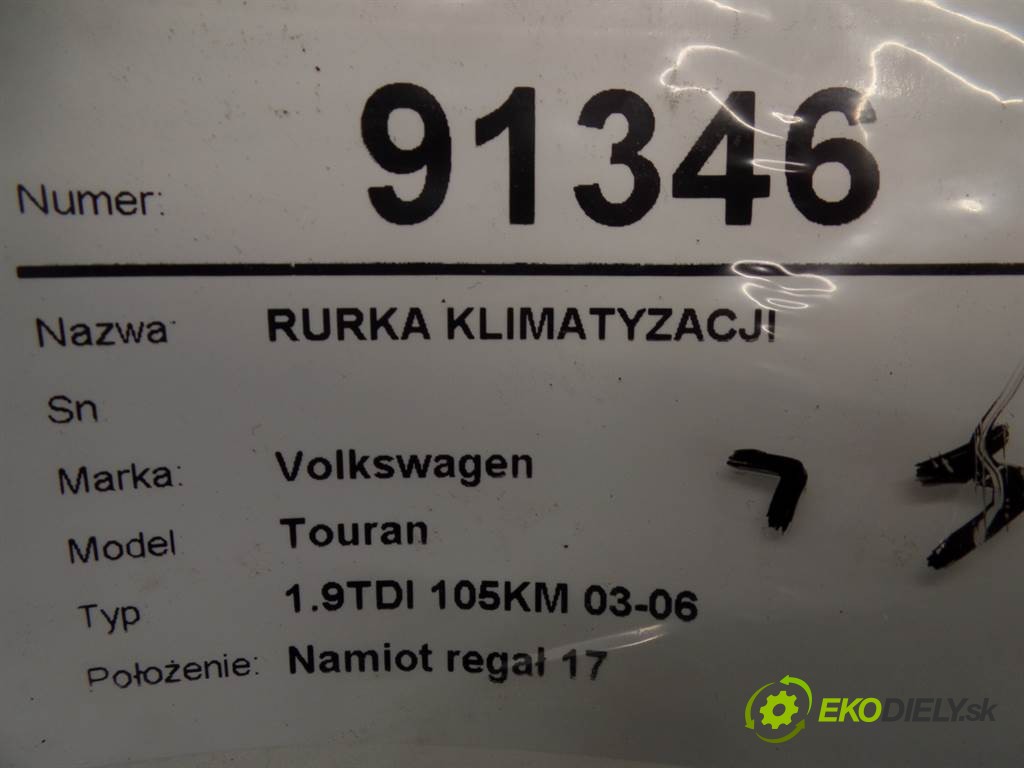 Numer: 91346
Nazwa RURKA KLIMATYZACJI
Sn
Marka: Volkswagen
Model Touran
Typ 1.9TDI 105KM 03-06
Położenie: Namiot regał 17
EKODIELY.sk